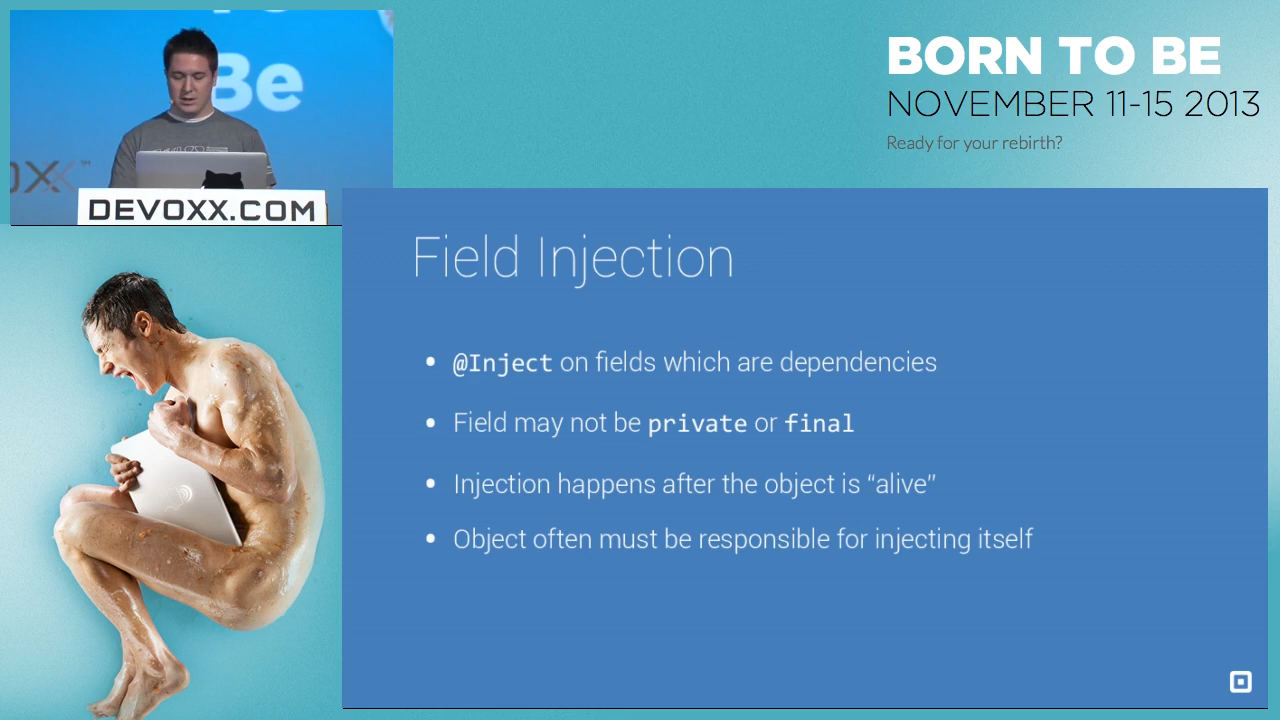 Be
OXX™
DEVOXX.COM
BORN TO BE
NOVEMBER 11-15 2013
Ready for your rebirth?
Field Injection
• @Inject on fields which are dependencies
• Field may not be private or final
• Injection happens after the object is “alive”
• Object often must be responsible for injecting itself